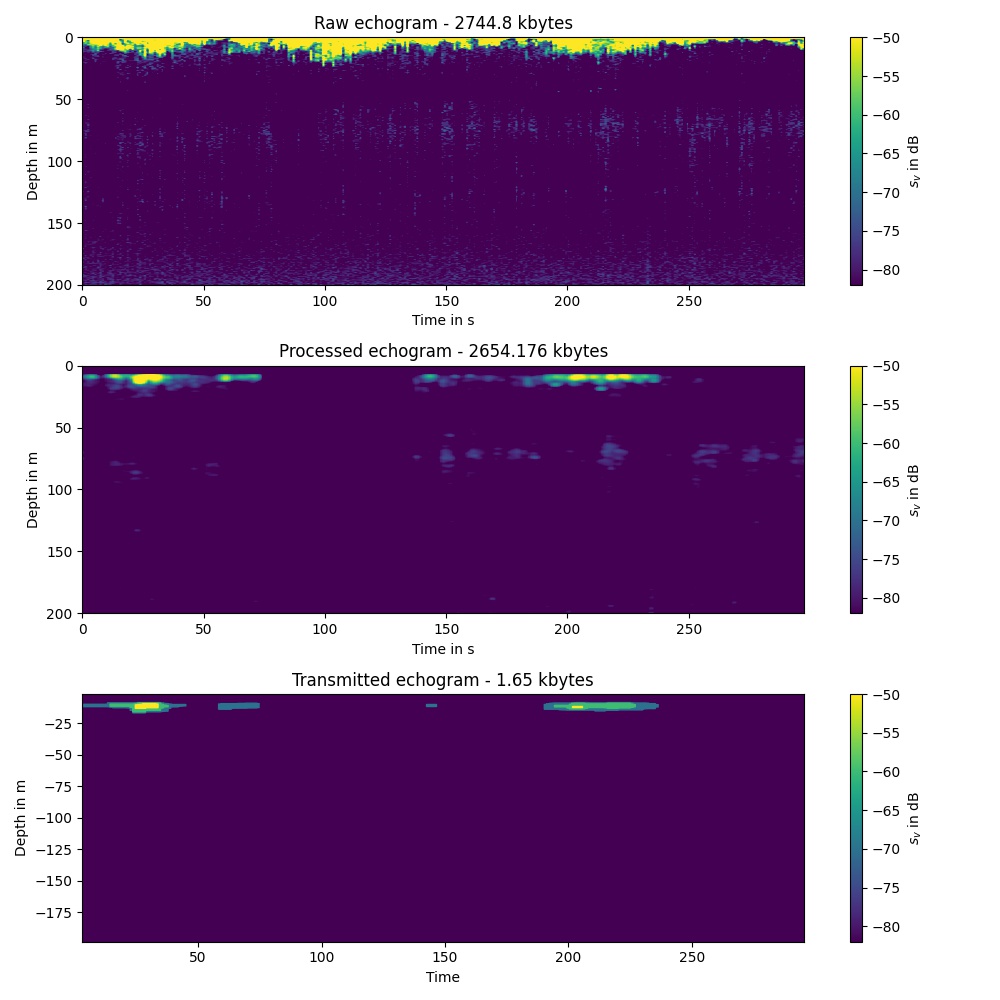 Raw echogram - 2744.8 kbytes
0
50
100
150
200
Depth in m
0 50 100 150 200 250
Time in s
−50
−55
−60
−65
−70
−75
−80
sv in dB
Processed echogram - 2654.176 kbytes
0
50
100
150
200
Depth in m
0 50 100 150 200 250
Time in s
−50
−55
−60
−65
−70
−75
−80
sv in dB
Transmitted echogram - 1.65 kbytes
−25
−50
−75
−100
−125
−150
−175
Depth in m
50 100 150 200 250
Time
−50
−55
−60
−65
−70
−75
−80
sv in dB